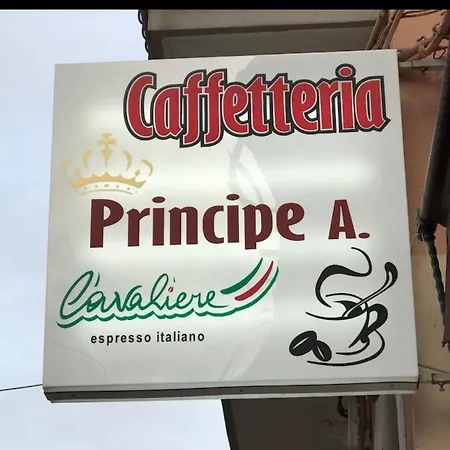 Caffetteria
Principe A.
Cavaliere
espresso italiano